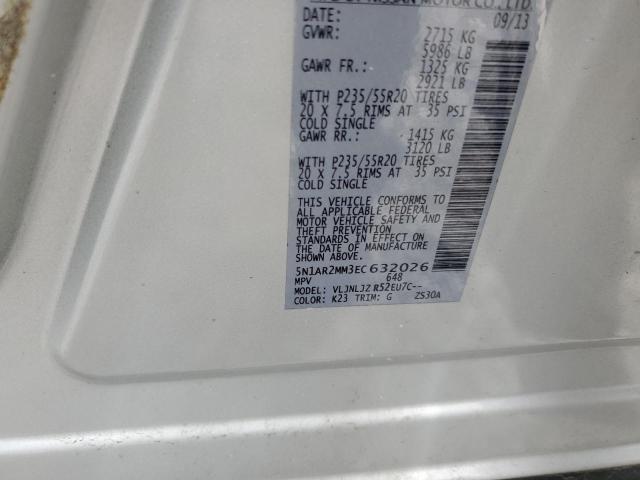 NISSAN MOTOR CO., LTD.
DATE: 09/13
GVWR: 2715 KG
5986 LB
GAWR FR.: 1325 KG
2921 LB
WITH P235/55R20 TIRES
20 X 7.5 RIMS AT 35 PSI
COLD SINGLE
GAWR RR.: 1415 KG
3120 LB
WITH P235/55R20 TIRES
20 X 7.5 RIMS AT 35 PSI
COLD SINGLE
THIS VEHICLE CONFORMS TO
ALL APPLICABLE FEDERAL
MOTOR VEHICLE SAFETY AND
THEFT PREVENTION
STANDARDS IN EFFECT ON
THE DATE OF MANUFACTURE
SHOWN ABOVE.
5N1AR2MM3EC632026
MPV 648
MODEL: VLJNLJZ R52EU7C--
COLOR: K23 TRIM: G ZS30A